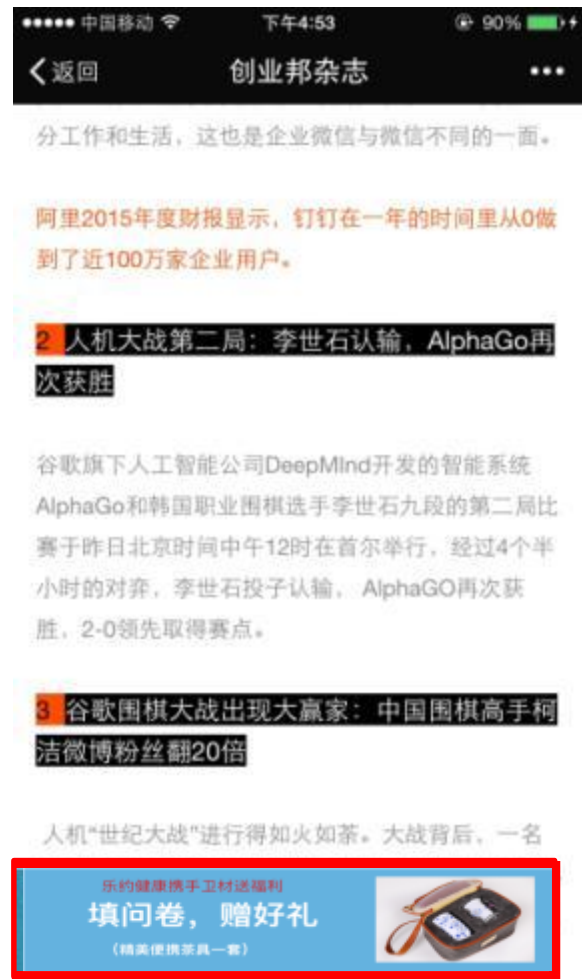 中国移动 下午4:53 90%
返回 创业邦杂志
分工作和生活，这也是企业微信与微信不同的一面。
阿里2015年度财报显示，钉钉在一年的时间里从0做
到了近100万家企业用户。
2 人机大战第二局：李世石认输，AlphaGo再
次获胜
谷歌旗下人工智能公司DeepMInd开发的智能系统
AlphaGo和韩国职业围棋选手李世石九段的第二局比
赛于昨日北京时间中午12时在首尔举行，经过4个半
小时的对弈，李世石投子认输， AlphaGO再次获
胜，2-0领先取得赛点。
3 谷歌围棋大战出现大赢家：中国围棋高手柯
洁微博粉丝翻20倍
人机“世纪大战”进行得如火如荼。大战背后，一名
乐约健康携手卫材送福利
填问卷，赠好礼
（精美便携茶具一套）